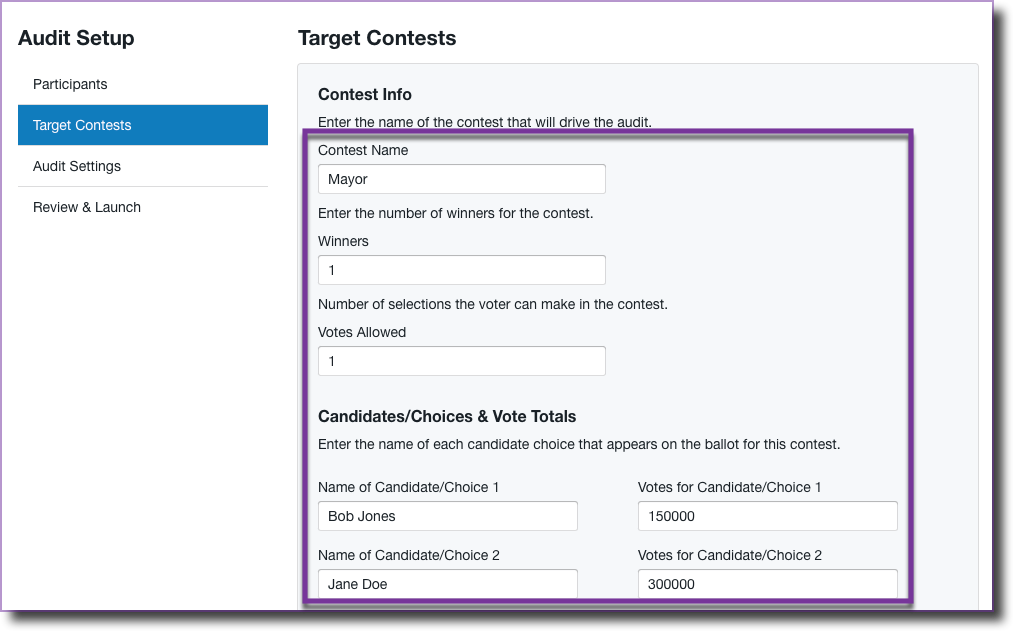 Audit Setup
Participants
Target Contests
Audit Settings
Review & Launch
Target Contests
Contest Info
Enter the name of the contest that will drive the audit.
Contest Name
Mayor
Enter the number of winners for the contest.
Winners
1
Number of selections the voter can make in the contest.
Votes Allowed
1
Candidates/Choices & Vote Totals
Enter the name of each candidate choice that appears on the ballot for this contest.
Name of Candidate/Choice 1 Votes for Candidate/Choice 1
Bob Jones 150000
Name of Candidate/Choice 2 Votes for Candidate/Choice 2
Jane Doe 300000